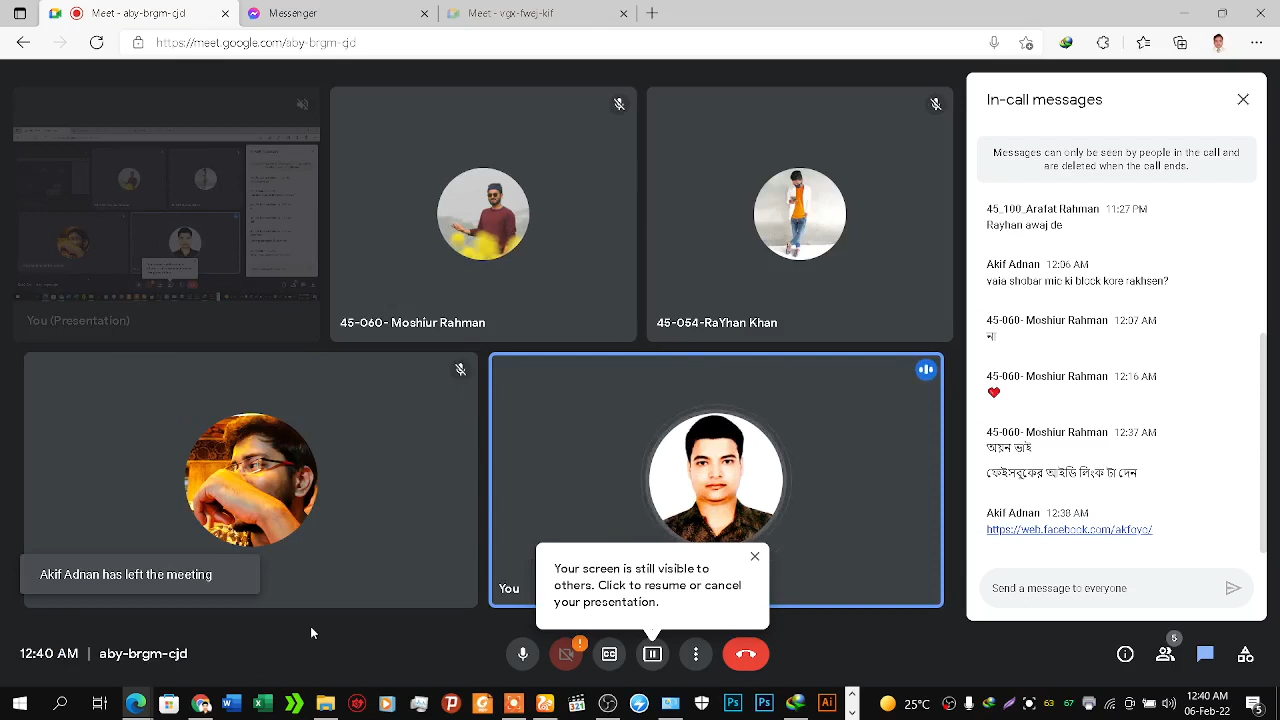 Meet - aby-brgm-cjd
Messenger
Meet - vgx-fwej-kif
https://meet.google.com/aby-brgm-cjd
You (Presentation)
45-060- Moshiur Rahman
45-054-RaYhan Khan
Akif Adnan has left the meeting
You
Your screen is still visible to
others. Click to resume or cancel
your presentation.
In-call messages
Messages can only be seen by people in the call and
are deleted when the call ends.
45_100_Arafat Rahman 11:27 PM
Rayhan awaj de
Akif Adnan 12:06 AM
vaia shobar mic ki block kore rakhsen?
45-060- Moshiur Rahman 12:07 AM
না
45-060- Moshiur Rahman 12:16 AM
❤
45-060- Moshiur Rahman 12:37 AM
অয়ন ভাই
ফেইসবুকের আইডি লিংক টা দেন
Akif Adnan 12:38 AM
https://web.facebook.com/akfoyo/
Send a message to everyone
12:40 AM | aby-brgm-cjd
5
25°C
63
67
12:40 AM
06-Feb-22
5